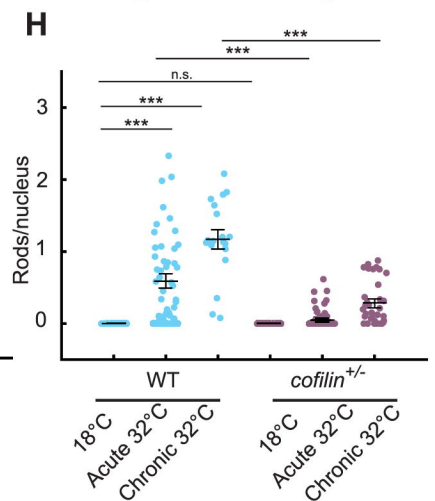 H
***
***
n.s.
***
***
3
2
1
0
Rods/nucleus
WT
cofilin+/-
18°C
Acute 32°C
Chronic 32°C
18°C
Acute 32°C
Chronic 32°C